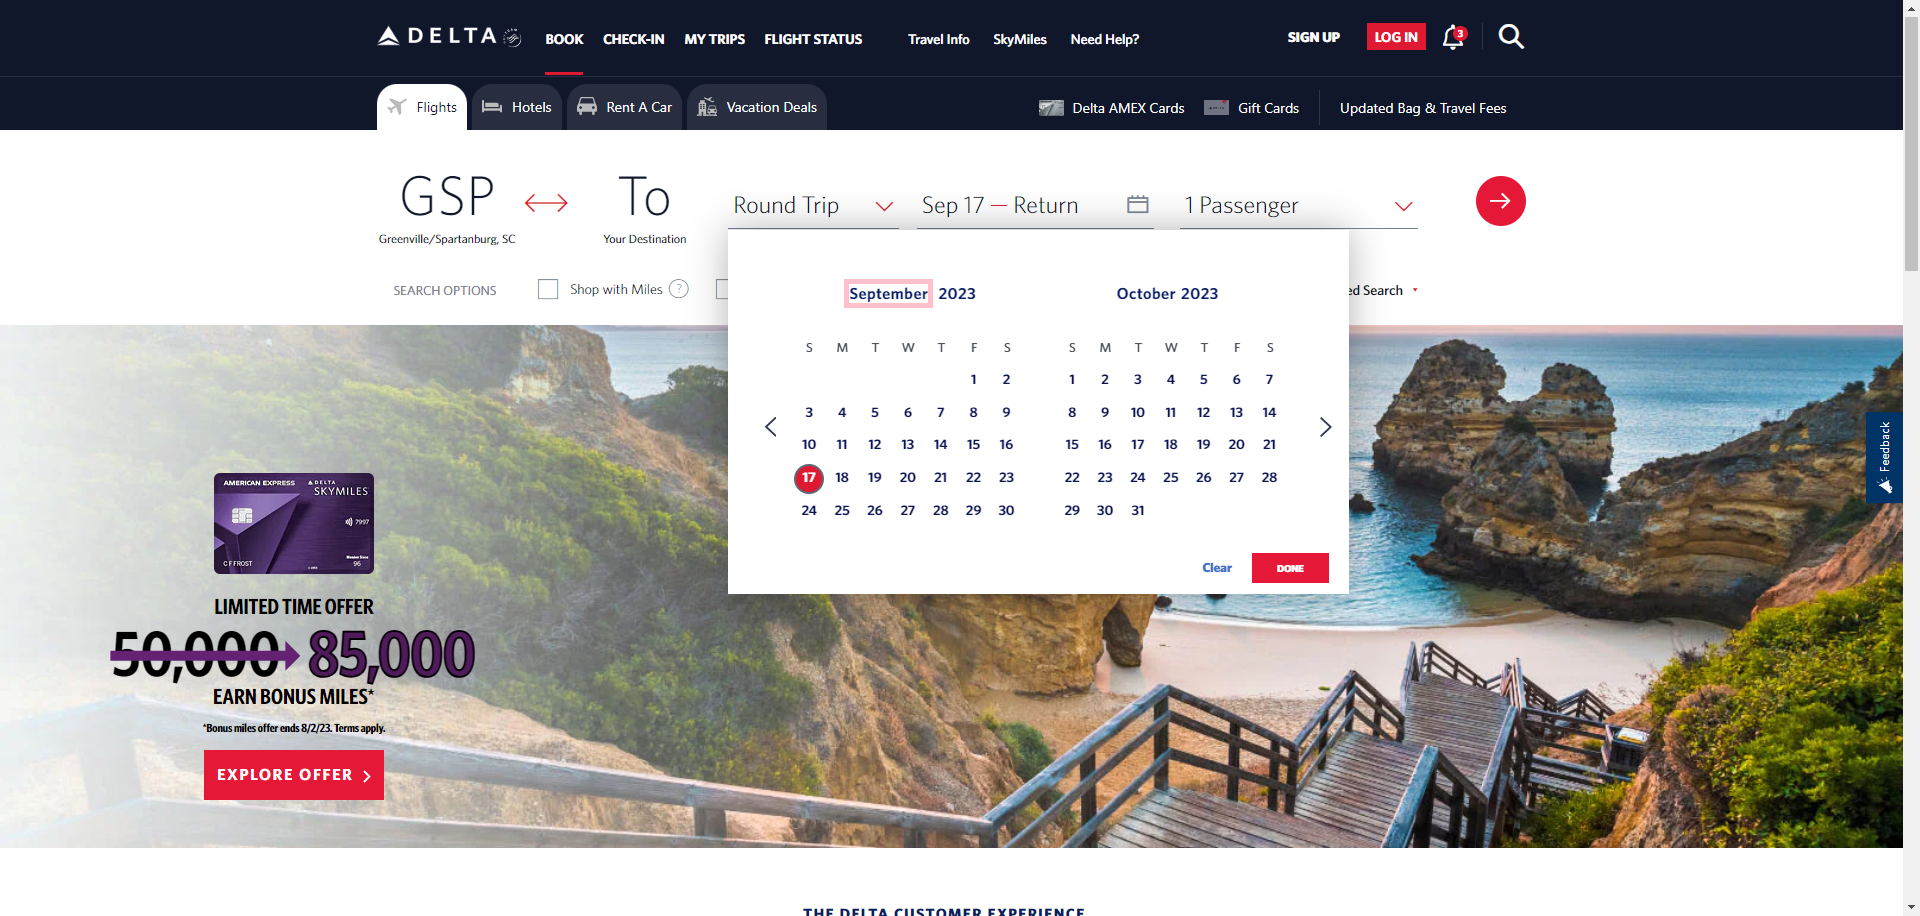 DELTA
BOOK
CHECK-IN
MY TRIPS
FLIGHT STATUS
Travel Info
SkyMiles
Need Help?
SIGN UP
LOG IN
3
Flights
Hotels
Rent A Car
Vacation Deals
Delta AMEX Cards
Gift Cards
Updated Bag & Travel Fees
GSP
To
Round Trip
Sep 17 — Return
1 Passenger
Greenville/Spartanburg, SC
Your Destination
SEARCH OPTIONS
Shop with Miles
?
ed Search
September 2023
October 2023
S M T W T F S
S M T W T F S
1 2
1 2 3 4 5 6 7
3 4 5 6 7 8 9
8 9 10 11 12 13 14
10 11 12 13 14 15 16
15 16 17 18 19 20 21
17 18 19 20 21 22 23
22 23 24 25 26 27 28
24 25 26 27 28 29 30
29 30 31
Clear
DONE
Feedback
AMERICAN EXPRESS
DELTA
SKYMILES
7997
C F FROST
96
LIMITED TIME OFFER
50,000 85,000
EARN BONUS MILES*
*Bonus miles offer ends 8/2/23. Terms apply.
EXPLORE OFFER
THE DELTA CUSTOMER EXPERIENCE